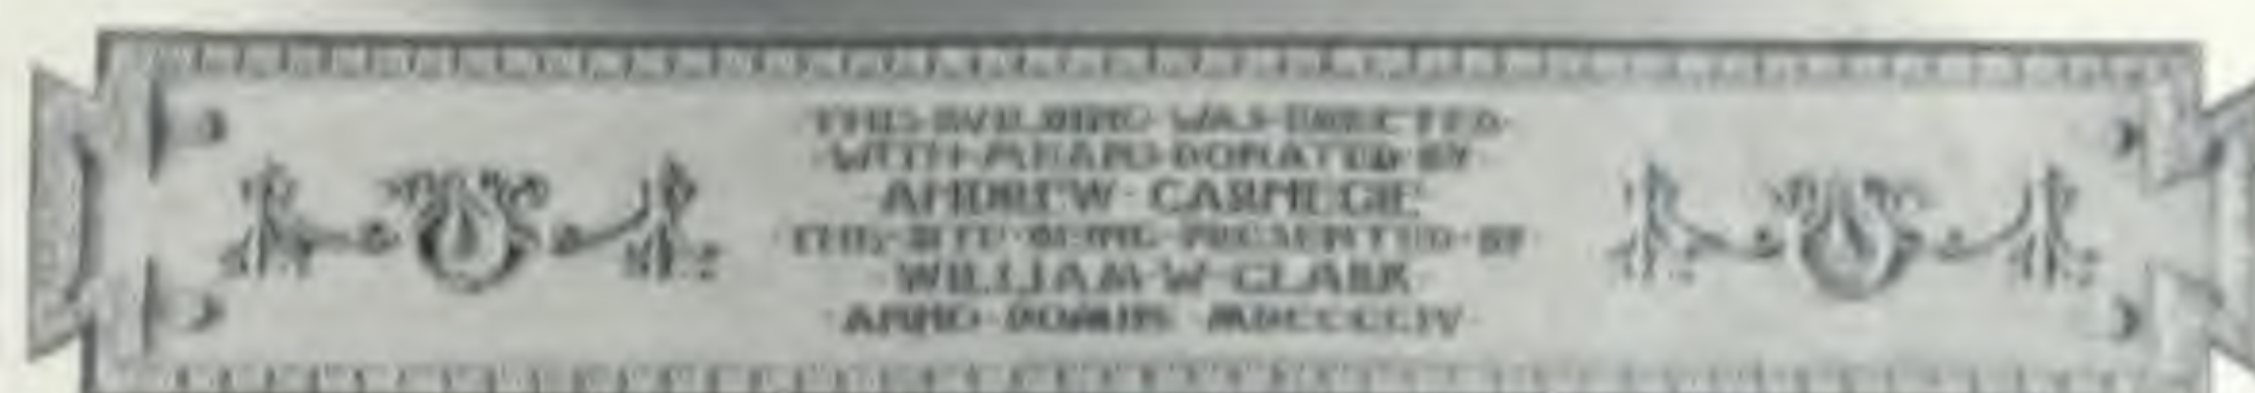 THIS·BVILDING·WAS·ERECTED
WITH·MEANS·DONATED·BY
ANDREW·CARNEGIE
THIS·SITE·BEING·PRESENTED·BY
WILLIAM·W·CLARK
ANNO·DOMINI·MDCCCCIV